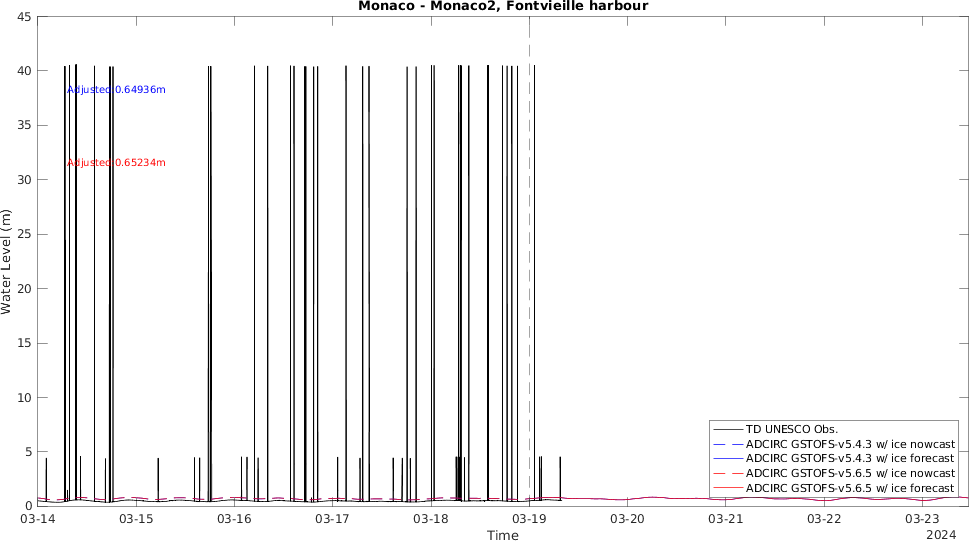 Monaco - Monaco2, Fontvieille harbour
45
40
35
30
25
20
15
10
5
0
Water Level (m)
Adjusted 0.64936m
Adjusted 0.65234m
TD UNESCO Obs.
ADCIRC GSTOFS-v5.4.3 w/ ice nowcast
ADCIRC GSTOFS-v5.4.3 w/ ice forecast
ADCIRC GSTOFS-v5.6.5 w/ ice nowcast
ADCIRC GSTOFS-v5.6.5 w/ ice forecast
03-14 03-15 03-16 03-17 03-18 03-19 03-20 03-21 03-22 03-23
Time
2024